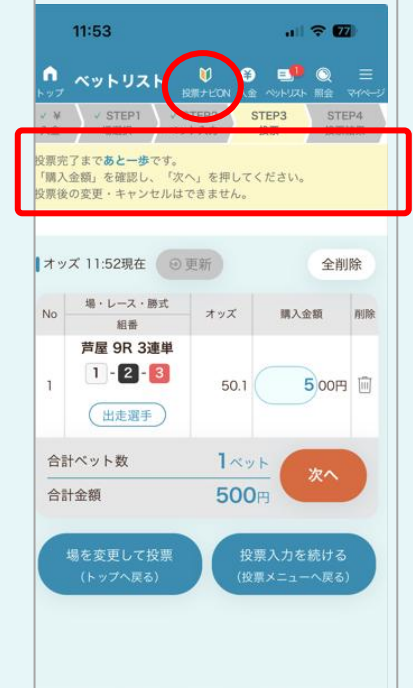 11:53
77
トップ
ベットリスト
投票ナビON
¥
入金
1
ベットリスト
照会
マイページ
✓ ¥
✓ STEP1
✓ STEP2
STEP3
STEP4
投票完了まであと一歩です。
「購入金額」を確認し、「次へ」を押してください。
投票後の変更・キャンセルはできません。
オッズ 11:52現在
更新
全削除
No
場・レース・勝式
組番
オッズ
購入金額
削除
芦屋 9R 3連単
1 - 2 - 3
1
50.1
5 00円
出走選手
合計ベット数
1ベット
合計金額
500円
次へ
場を変更して投票
(トップへ戻る)
投票入力を続ける
(投票メニューへ戻る)